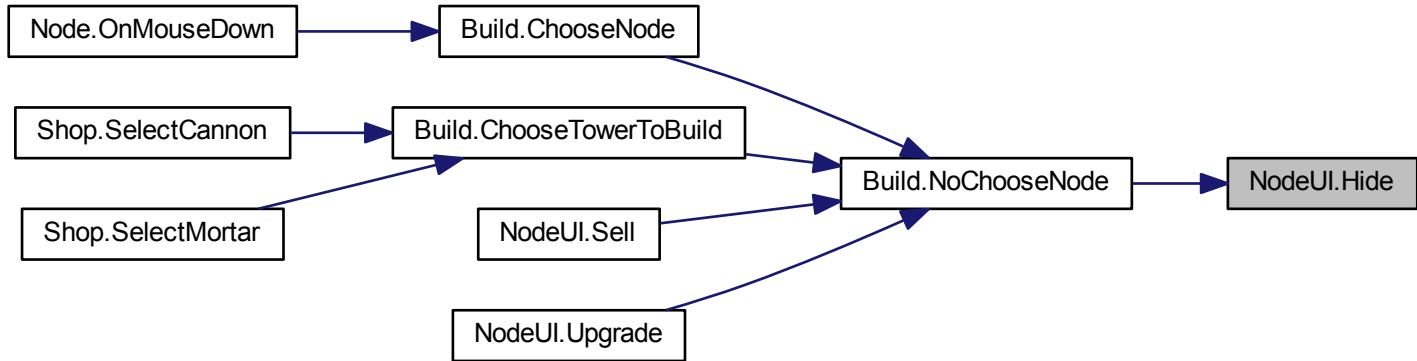 Node.OnMouseDown
Build.ChooseNode
Shop.SelectCannon
Build.ChooseTowerToBuild
Build.NoChooseNode
NodeUI.Hide
Shop.SelectMortar
NodeUI.Sell
NodeUI.Upgrade